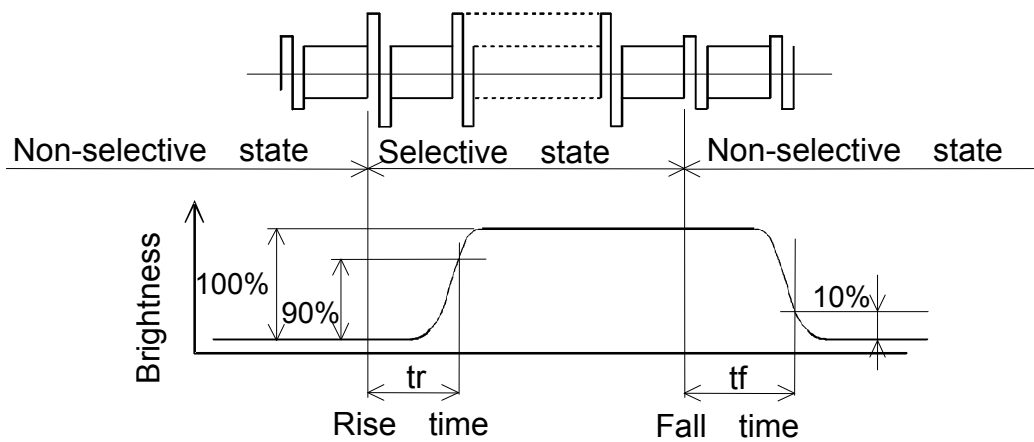 Non-selective state Selective state Non-selective state
Brightness
100%
90%
10%
tr tf
Rise time Fall time